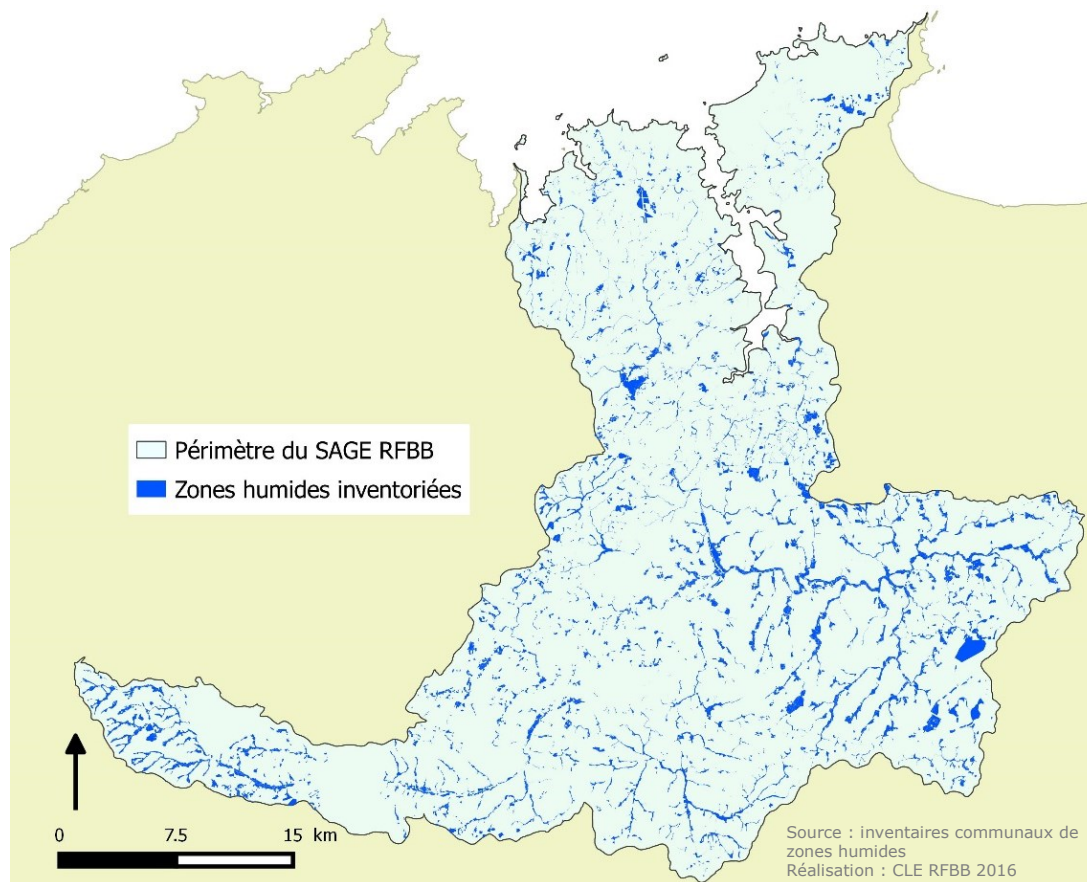 Périmètre du SAGE RFBB
Zones humides inventoriées
0 7.5 15 km
Source : inventaires communaux de
zones humides
Réalisation : CLE RFBB 2016